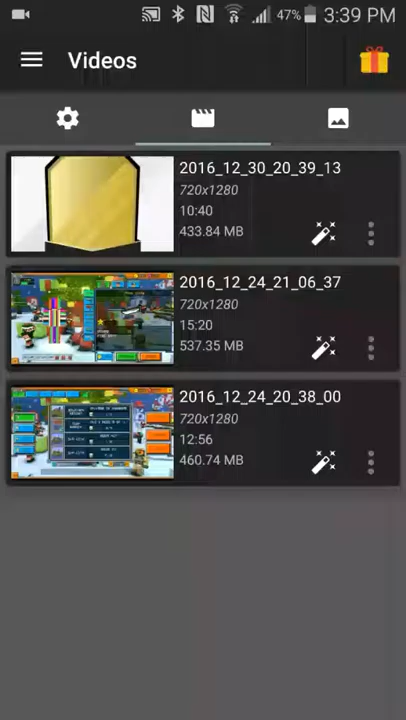 47% 3:39 PM
Videos
2016_12_30_20_39_13
720x1280
10:40
433.84 MB
2016_12_24_21_06_37
720x1280
15:20
537.35 MB
2016_12_24_20_38_00
720x1280
12:56
460.74 MB